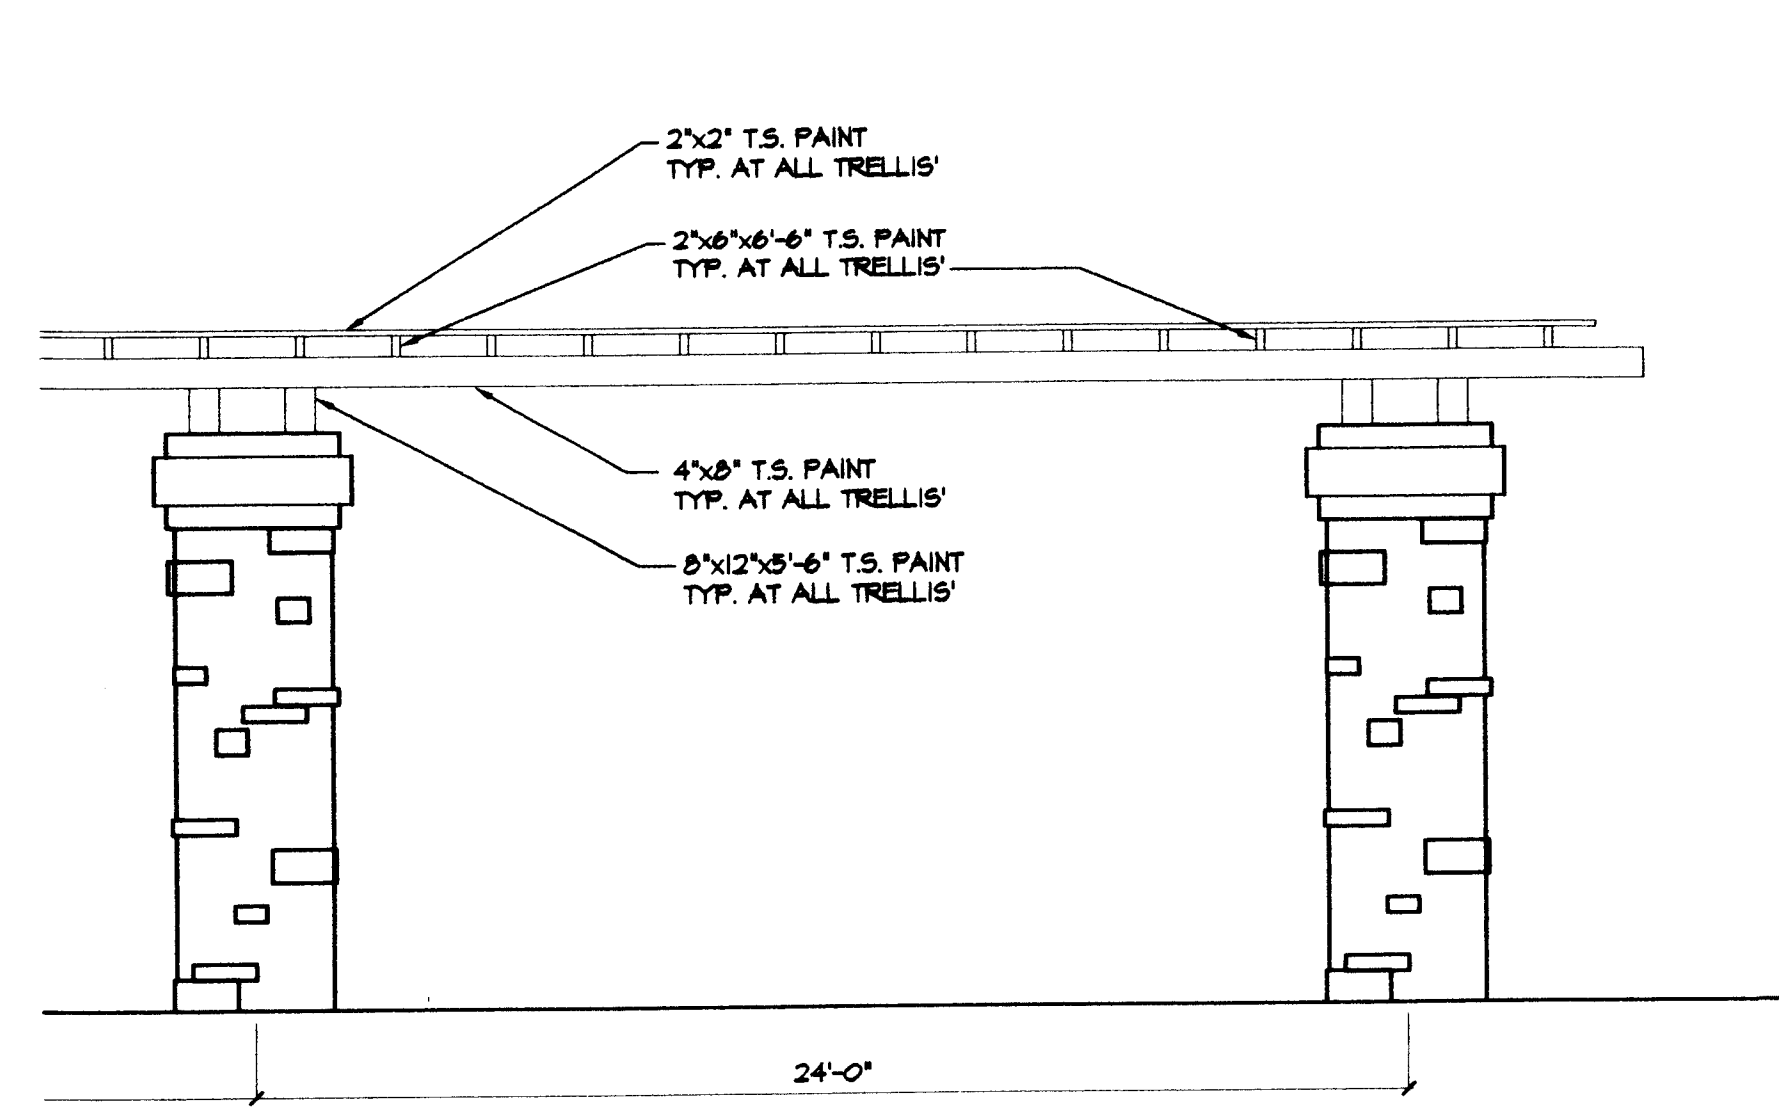 2"x2" T.S. PAINT
TYP. AT ALL TRELLIS'
2"x6"x6'-6" T.S. PAINT
TYP. AT ALL TRELLIS'
4"x8" T.S. PAINT
TYP. AT ALL TRELLIS'
8"x12"x5'-6" T.S. PAINT
TYP. AT ALL TRELLIS'
24'-0"